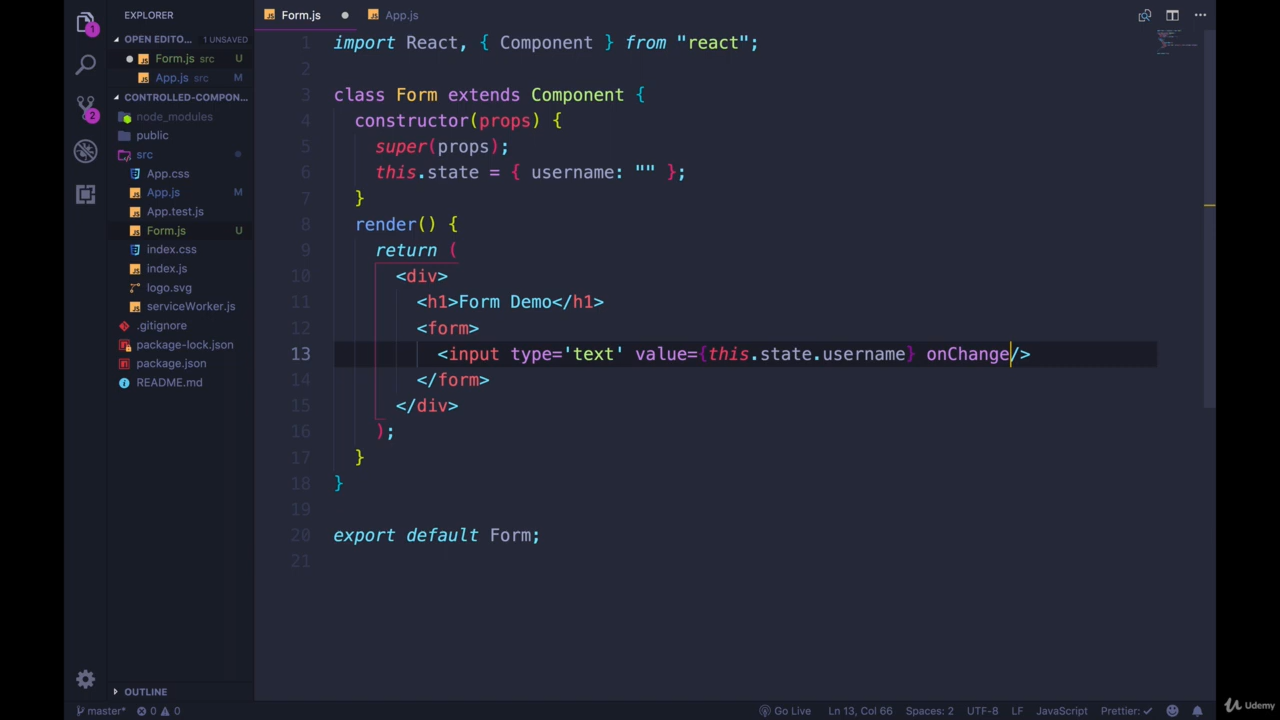 EXPLORER
OPEN EDITO... 1 UNSAVED
Form.js src U
App.js src M
CONTROLLED-COMPON...
node_modules
public
src
App.css
App.js M
App.test.js
Form.js U
index.css
index.js
logo.svg
serviceWorker.js
.gitignore
package-lock.json
package.json
README.md
OUTLINE
1
2
Form.js App.js
1 import React, { Component } from "react";
2
3 class Form extends Component {
4 constructor(props) {
5 super(props);
6 this.state = { username: "" };
7 }
8 render() {
9 return (
10 <div>
11 <h1>Form Demo</h1>
12 <form>
13 <input type='text' value={this.state.username} onChange/>
14 </form>
15 </div>
16 );
17 }
18 }
19
20 export default Form;
21
master* 0 0 Go Live Ln 13, Col 66 Spaces: 2 UTF-8 LF JavaScript Prettier: ✓
Udemy